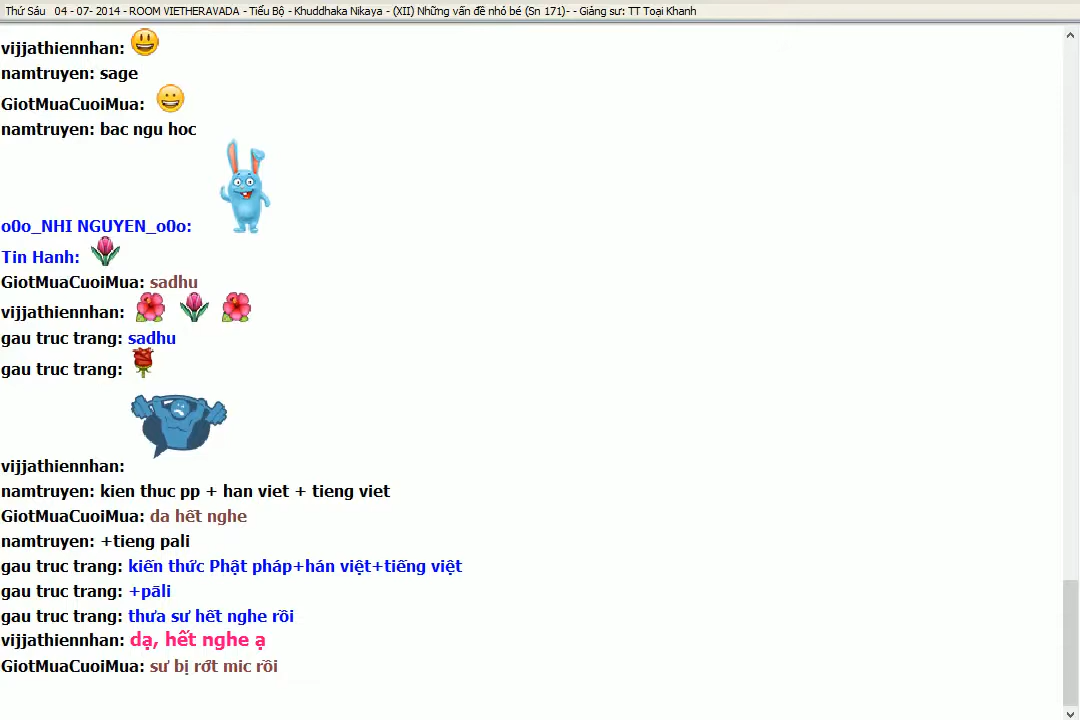 Thứ Sáu 04 - 07- 2014 - ROOM VIETHERAVADA - Tiểu Bộ - Khuddhaka Nikaya - (XII) Những vấn đề nhỏ bé (Sn 171)- - Giảng sư: TT Toại Khanh
vijjathiennhan:
namtruyen: sage
GiotMuaCuoiMua:
namtruyen: bac ngu hoc
o0o_NHI NGUYEN_o0o:
Tin Hanh:
GiotMuaCuoiMua: sadhu
vijjathiennhan:
gau truc trang: sadhu
gau truc trang:
vijjathiennhan:
namtruyen: kien thuc pp + han viet + tieng viet
GiotMuaCuoiMua: da hết nghe
namtruyen: +tieng pali
gau truc trang: kiến thức Phật pháp+hán việt+tiếng việt
gau truc trang: +pāli
gau truc trang: thưa sư hết nghe rồi
vijjathiennhan: dạ, hết nghe ạ
GiotMuaCuoiMua: sư bị rớt mic rồi